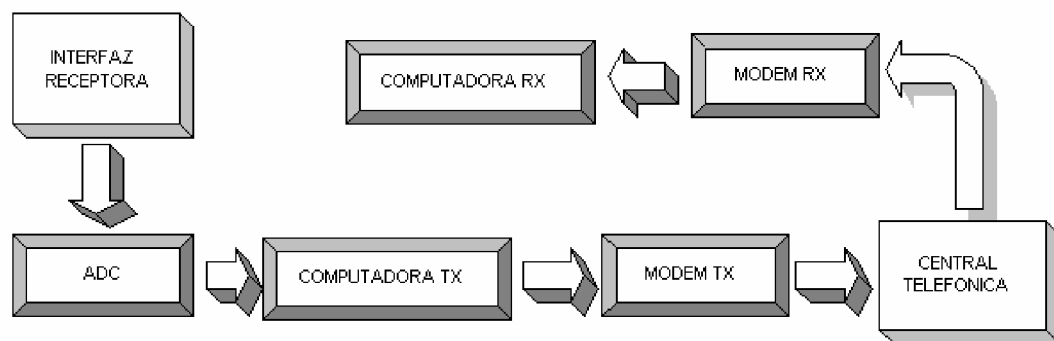 INTERFAZ
RECEPTORA
COMPUTADORA RX
MODEM RX
ADC
COMPUTADORA TX
MODEM TX
CENTRAL
TELEFONICA